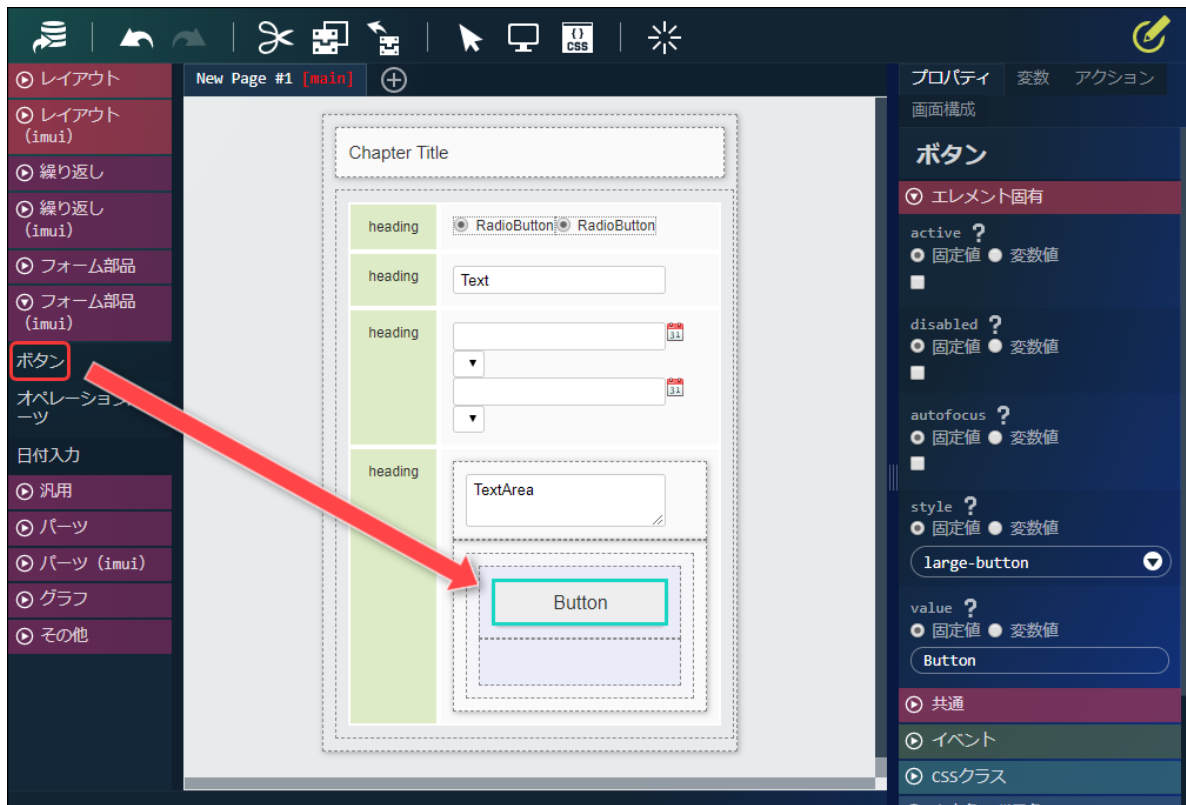 {}
CSS
レイアウト
レイアウト
（imui）
繰り返し
繰り返し
（imui）
フォーム部品
フォーム部品
（imui）
ボタン
オペレーション
ーツ
日付入力
汎用
パーツ
パーツ（imui）
グラフ
その他
New Page #1 [main]
Chapter Title
heading
RadioButton RadioButton
heading
Text
heading
31
▼
31
▼
heading
TextArea
Button
プロパティ 変数 アクション
画面構成
ボタン
エレメント固有
active ?
固定値 変数値
disabled ?
固定値 変数値
autofocus ?
固定値 変数値
style ?
固定値 変数値
large-button
value ?
固定値 変数値
Button
共通
イベント
CSSクラス